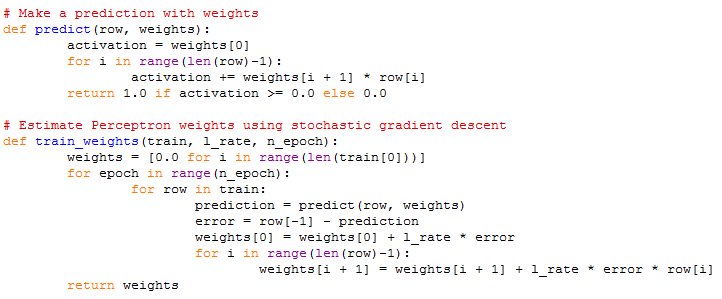 # Make a prediction with weights
def predict(row, weights):
        activation = weights[0]
        for i in range(len(row)-1):
                activation += weights[i + 1] * row[i]
        return 1.0 if activation >= 0.0 else 0.0

# Estimate Perceptron weights using stochastic gradient descent
def train_weights(train, l_rate, n_epoch):
        weights = [0.0 for i in range(len(train[0]))]
        for epoch in range(n_epoch):
                for row in train:
                        prediction = predict(row, weights)
                        error = row[-1] - prediction
                        weights[0] = weights[0] + l_rate * error
                        for i in range(len(row)-1):
                                weights[i + 1] = weights[i + 1] + l_rate * error * row[i]
        return weights